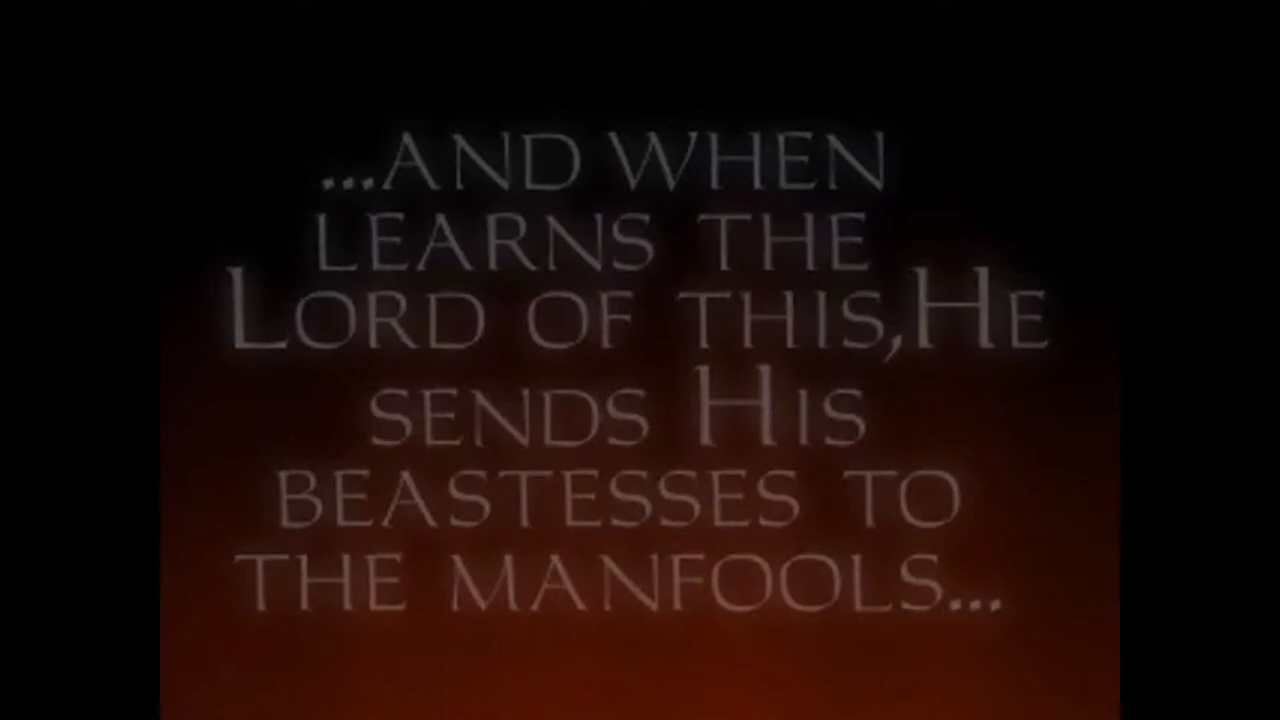 ...AND WHEN
LEARNS THE
LORD OF THIS,HE
SENDS HIS
BEASTESSES TO
THE MANFOOLS...